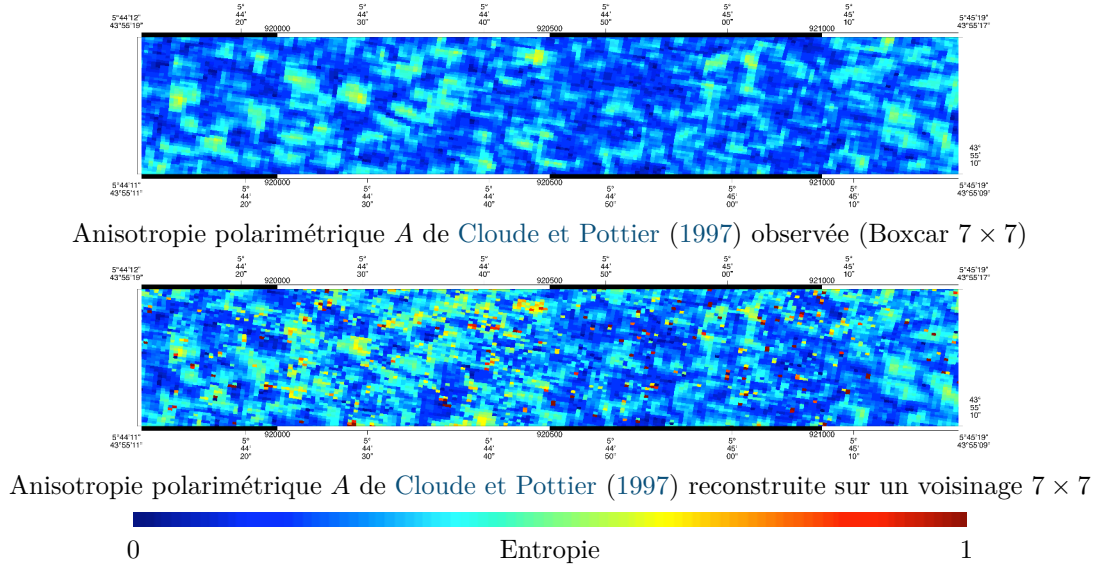 5° 5° 5° 5° 5°
5°44'12" 44' 44' 44' 45' 45' 5°45'19"
43°55'19" 20" 30" 50" 00" 10" 43°55'17"
920000 920500 921000
43°
55'
10"
5°44'11" 920000 920500 921000 5°45'19"
43°55'11" 5° 5° 5° 5° 5° 5° 43°55'09"
44' 44' 44' 44' 45' 45'
20" 30" 40" 50" 00" 10"
Anisotropie polarimétrique A de Cloude et Pottier (1997) observée (Boxcar 7 × 7)
5° 5° 5° 5° 5°
5°44'12" 44' 44' 44' 45' 45' 5°45'19"
43°55'19" 20" 30" 50" 00" 10" 43°55'17"
920000 920500 921000
43°
55'
10"
5°44'11" 920000 920500 921000 5°45'19"
43°55'11" 5° 5° 5° 5° 5° 5° 43°55'09"
44' 44' 44' 44' 45' 45'
20" 30" 40" 50" 00" 10"
Anisotropie polarimétrique A de Cloude et Pottier (1997) reconstruite sur un voisinage 7 × 7
0 Entropie 1